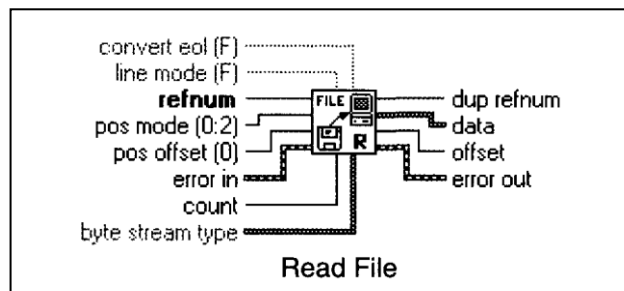 convert eol (F)
line mode (F)
refnum
pos mode (0:2)
pos offset (0)
error in
count
byte stream type
FILE
R
dup refnum
data
offset
error out
Read File